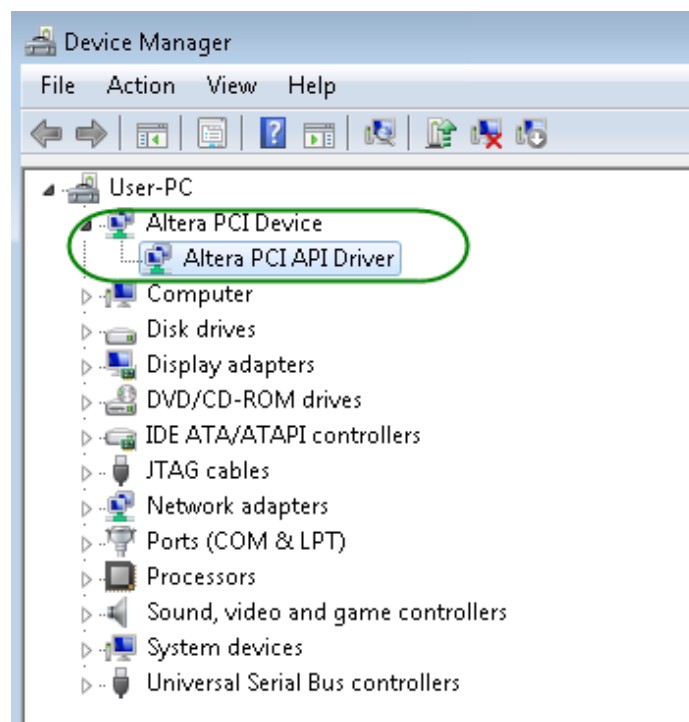 Device Manager
File Action View Help
User-PC
Altera PCI Device
Altera PCI API Driver
Computer
Disk drives
Display adapters
DVD/CD-ROM drives
IDE ATA/ATAPI controllers
JTAG cables
Network adapters
Ports (COM & LPT)
Processors
Sound, video and game controllers
System devices
Universal Serial Bus controllers